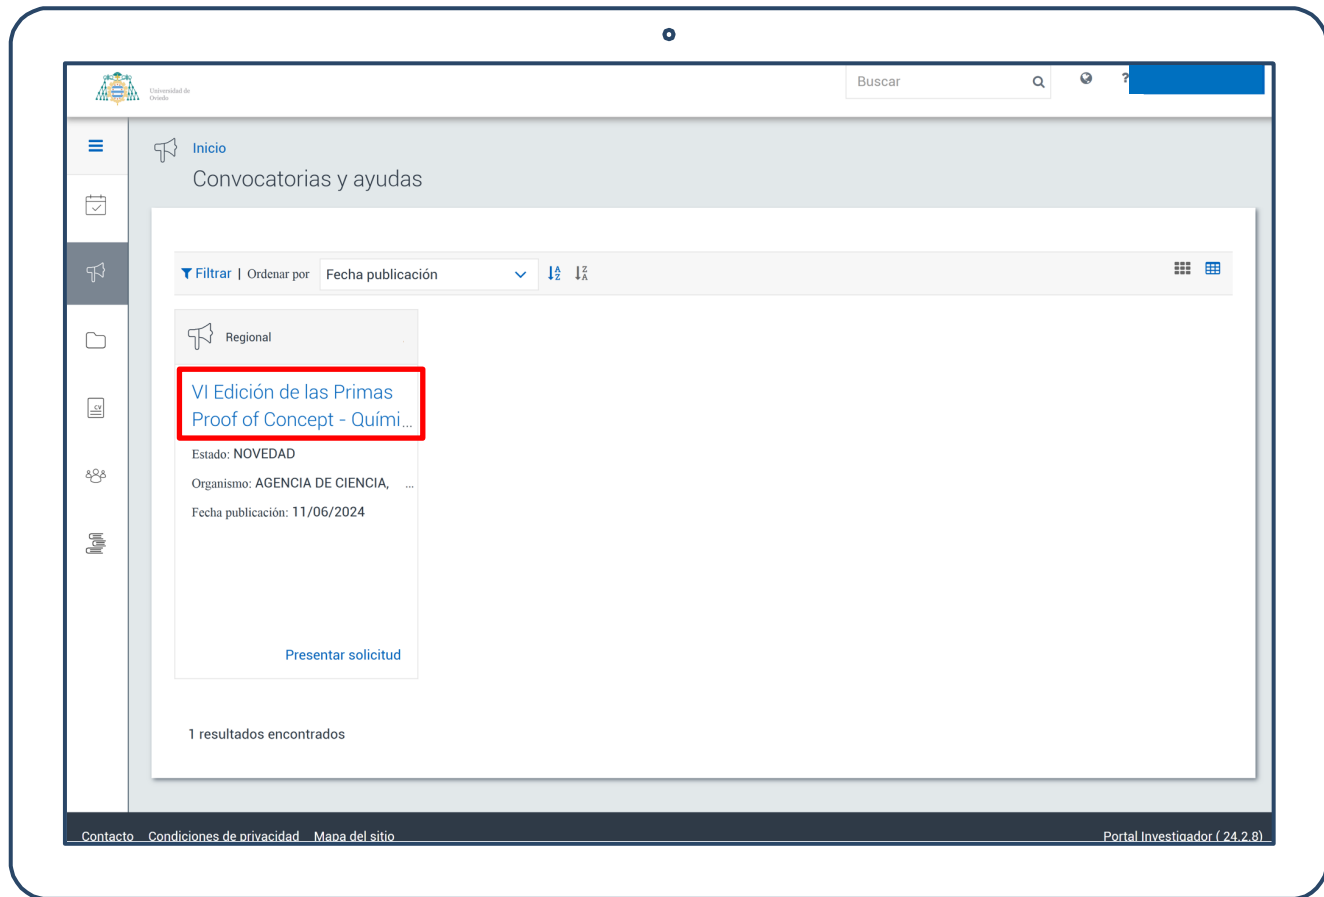 Universidad de
Oviedo
Buscar
?
Inicio
Convocatorias y ayudas
Filtrar | Ordenar por Fecha publicación
Regional
VI Edición de las Primas
Proof of Concept - Quími...
Estado: NOVEDAD
Organismo: AGENCIA DE CIENCIA, ...
Fecha publicación: 11/06/2024
Presentar solicitud
1 resultados encontrados
CV
Contacto Condiciones de privacidad Mapa del sitio
Portal Investigador ( 24.2.8)